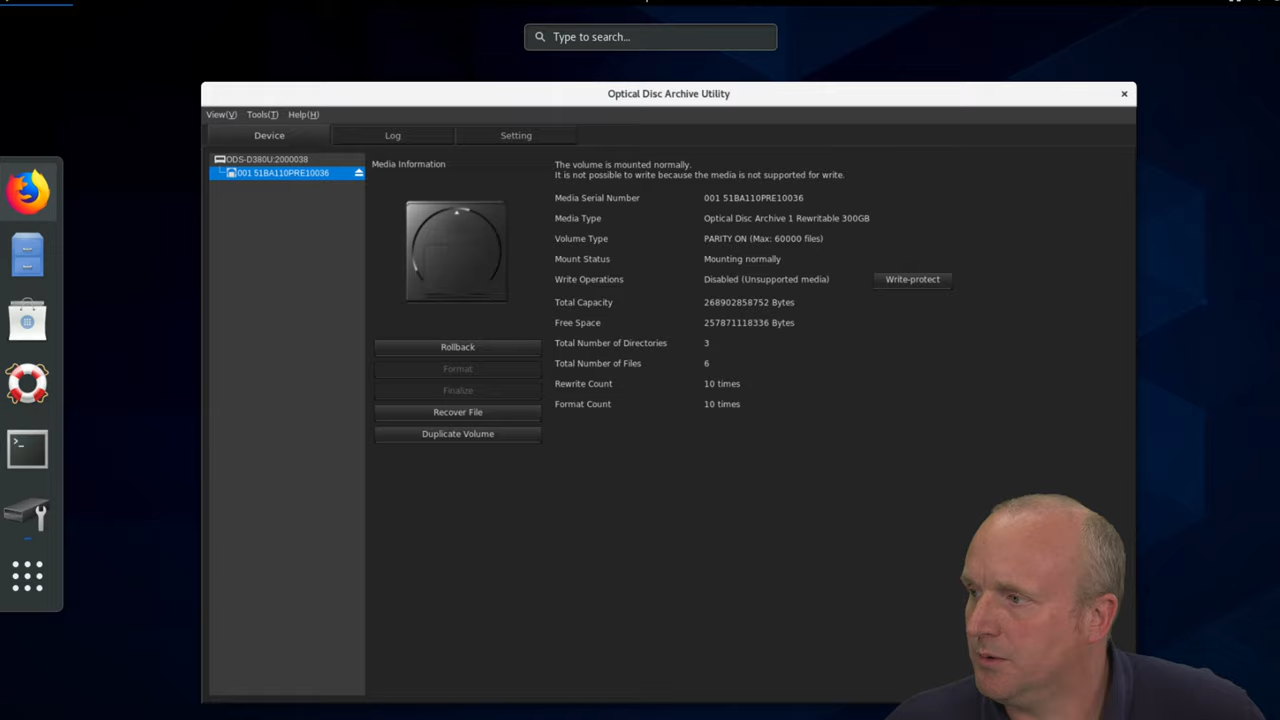 Type to search...
Optical Disc Archive Utility
View(V) Tools(T) Help(H)
Device Log Setting
ODS-D380U:2000038
001 51BA110PRE10036
Media Information
Rollback
Format
Finalize
Recover File
Duplicate Volume
The volume is mounted normally.
It is not possible to write because the media is not supported for write.
Media Serial Number 001 51BA110PRE10036
Media Type Optical Disc Archive 1 Rewritable 300GB
Volume Type PARITY ON (Max: 60000 files)
Mount Status Mounting normally
Write Operations Disabled (Unsupported media) Write-protect
Total Capacity 268902858752 Bytes
Free Space 257871118336 Bytes
Total Number of Directories 3
Total Number of Files 6
Rewrite Count 10 times
Format Count 10 times